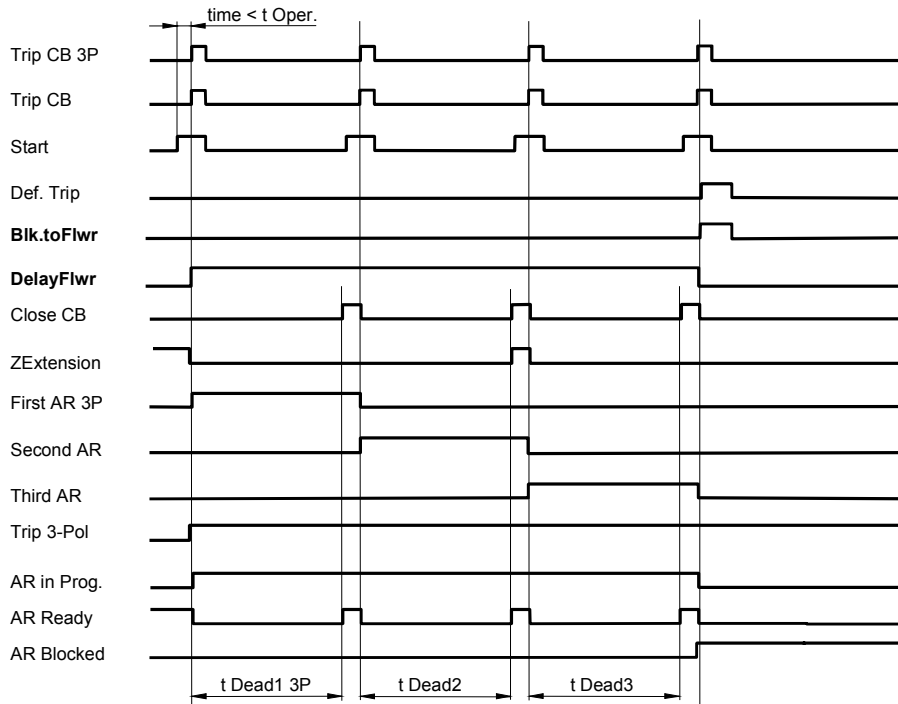 time < t Oper.
Trip CB 3P
Trip CB
Start
Def. Trip
Blk.toFlwr
DelayFlwr
Close CB
ZExtension
First AR 3P
Second AR
Third AR
Trip 3-Pol
AR in Prog.
AR Ready
AR Blocked
t Dead1 3P t Dead2 t Dead3